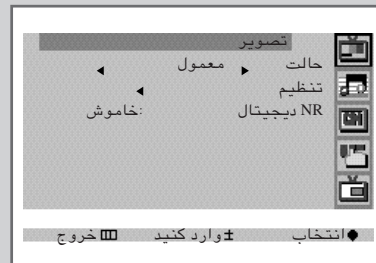 تصویر
حالت معمول
تنظیم
NR دیجیتال :خاموش
انتخاب ± وارد کنید خروج